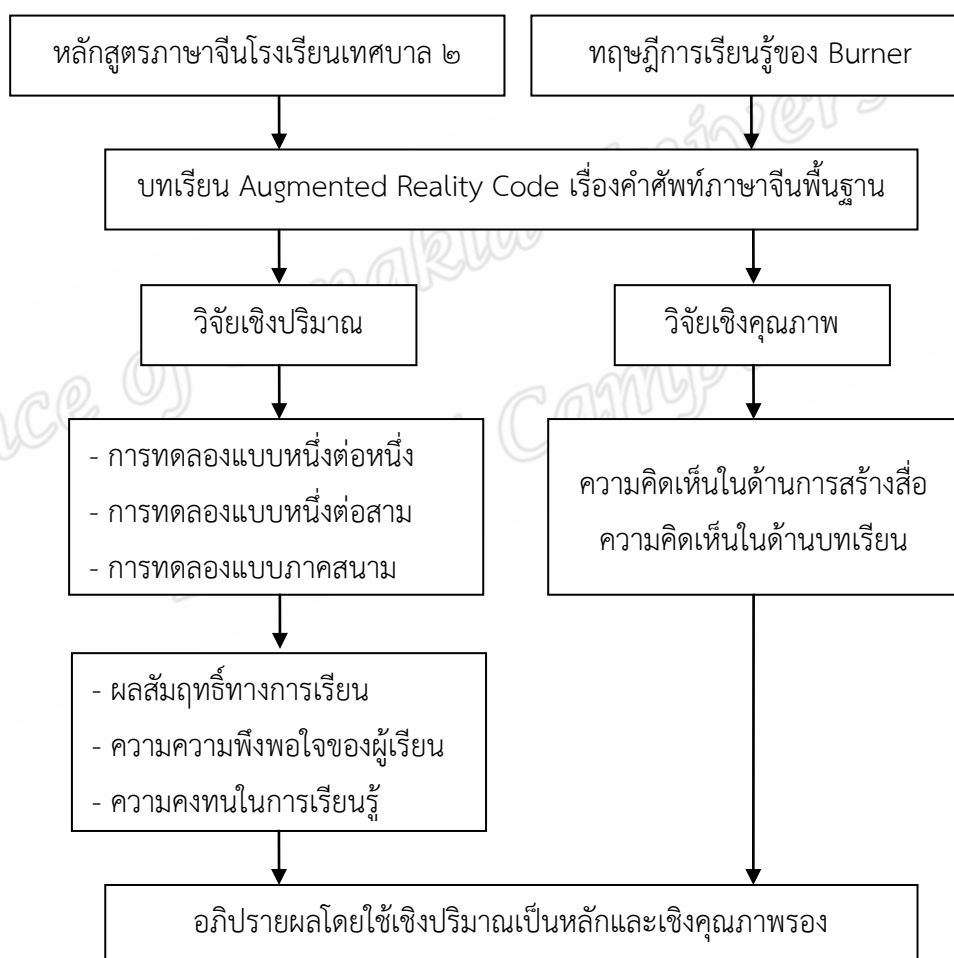 หลักสูตรภาษาจีนโรงเรียนเทศบาล ๒
ทฤษฎีการเรียนรู้ของ Burner
บทเรียน Augmented Reality Code เรื่องคำศัพท์ภาษาจีนพื้นฐาน
วิจัยเชิงปริมาณ
วิจัยเชิงคุณภาพ
- การทดลองแบบหนึ่งต่อหนึ่ง
- การทดลองแบบหนึ่งต่อสาม
- การทดลองแบบภาคสนาม
ความคิดเห็นในด้านการสร้างสื่อ
ความคิดเห็นในด้านบทเรียน
- ผลสัมฤทธิ์ทางการเรียน
- ความความพึงพอใจของผู้เรียน
- ความคงทนในการเรียนรู้
อภิปรายผลโดยใช้เชิงปริมาณเป็นหลักและเชิงคุณภาพรอง